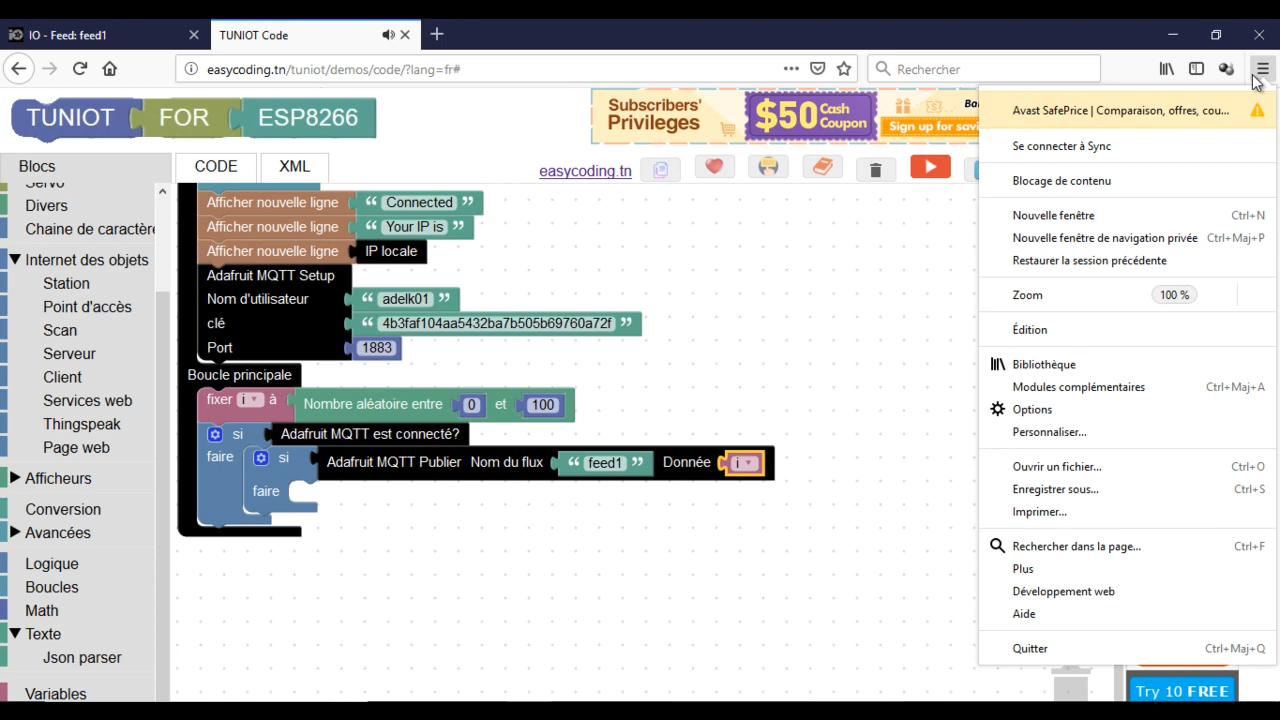 IO - Feed: feed1
TUNIOT Code
easycoding.tn/tuniot/demos/code/?lang=fr#
Rechercher
TUNIOT FOR ESP8266
Subscribers' Privileges
$50 Cash Coupon
Sign up for savi
Blocs
CODE
XML
easycoding.tn
Servo
Divers
Chaine de caractère
Internet des objets
Station
Point d'accès
Scan
Serveur
Client
Services web
Thingspeak
Page web
Afficheurs
Conversion
Avancées
Logique
Boucles
Math
Texte
Json parser
Variables
Afficher nouvelle ligne “ Connected ”
Afficher nouvelle ligne “ Your IP is ”
Afficher nouvelle ligne IP locale
Adafruit MQTT Setup
Nom d'utilisateur “ adelk01 ”
clé “ 4b3faf104aa5432ba7b505b69760a72f ”
Port 1883
Boucle principale
fixer i à Nombre aléatoire entre 0 et 100
si Adafruit MQTT est connecté?
faire si Adafruit MQTT Publier Nom du flux “ feed1 ” Donnée i
faire
Avast SafePrice | Comparaison, offres, cou...
Se connecter à Sync
Blocage de contenu
Nouvelle fenêtre Ctrl+N
Nouvelle fenêtre de navigation privée Ctrl+Maj+P
Restaurer la session précédente
Zoom 100 %
Édition
Bibliothèque
Modules complémentaires Ctrl+Maj+A
Options
Personnaliser...
Ouvrir un fichier... Ctrl+O
Enregistrer sous... Ctrl+S
Imprimer...
Rechercher dans la page... Ctrl+F
Plus
Développement web
Aide
Quitter Ctrl+Maj+Q
Try 10 FREE